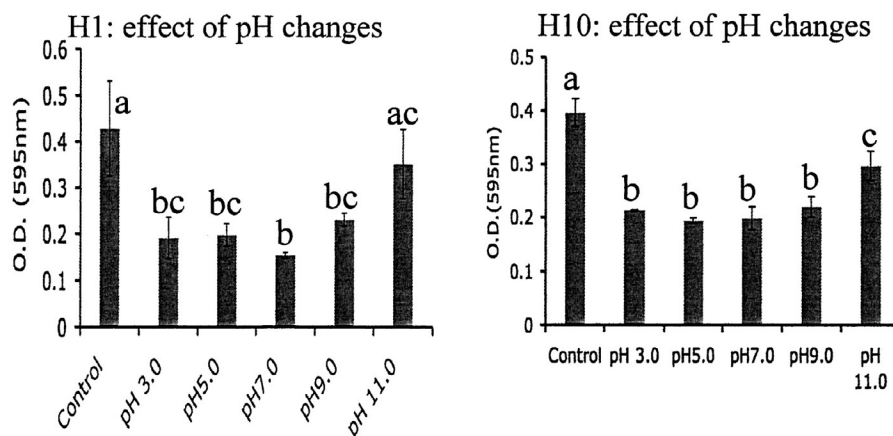 H1: effect of pH changes
0.6
0.5
0.4
0.3
0.2
0.1
0
O.D. (595nm)
a
bc
bc
b
bc
ac
Control
pH 3.0
pH5.0
pH7.0
pH9.0
pH 11.0
H10: effect of pH changes
0.5
0.4
0.3
0.2
0.1
0
O.D.(595nm)
a
b
b
b
b
c
Control pH 3.0 pH5.0 pH7.0 pH9.0 pH
11.0